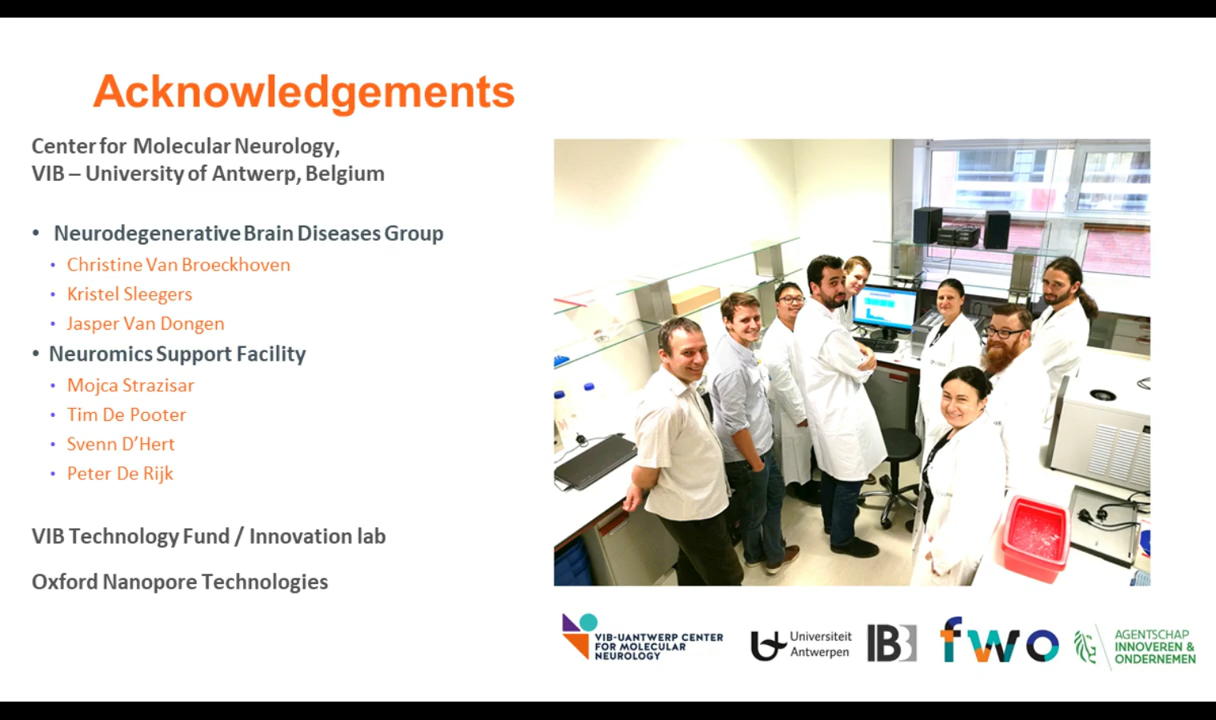 Acknowledgements
Center for Molecular Neurology,
VIB – University of Antwerp, Belgium
• Neurodegenerative Brain Diseases Group
• Christine Van Broeckhoven
• Kristel Sleegers
• Jasper Van Dongen
• Neuromics Support Facility
• Mojca Strazisar
• Tim De Pooter
• Svenn D’Hert
• Peter De Rijk
VIB Technology Fund / Innovation lab
Oxford Nanopore Technologies
VIB-UANTWERP CENTER
FOR MOLECULAR
NEUROLOGY
Universiteit
Antwerpen
IBB
fwo
AGENTSCHAP
INNOVEREN &
ONDERNEMEN